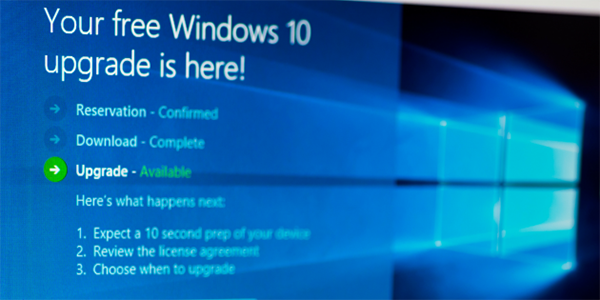 Your free Windows 10
upgrade is here!
Reservation - Confirmed
Download - Complete
Upgrade - Available
Here's what happens next:
1. Expect a 10 second prep of your device
2. Review the license agreement
3. Choose when to upgrade